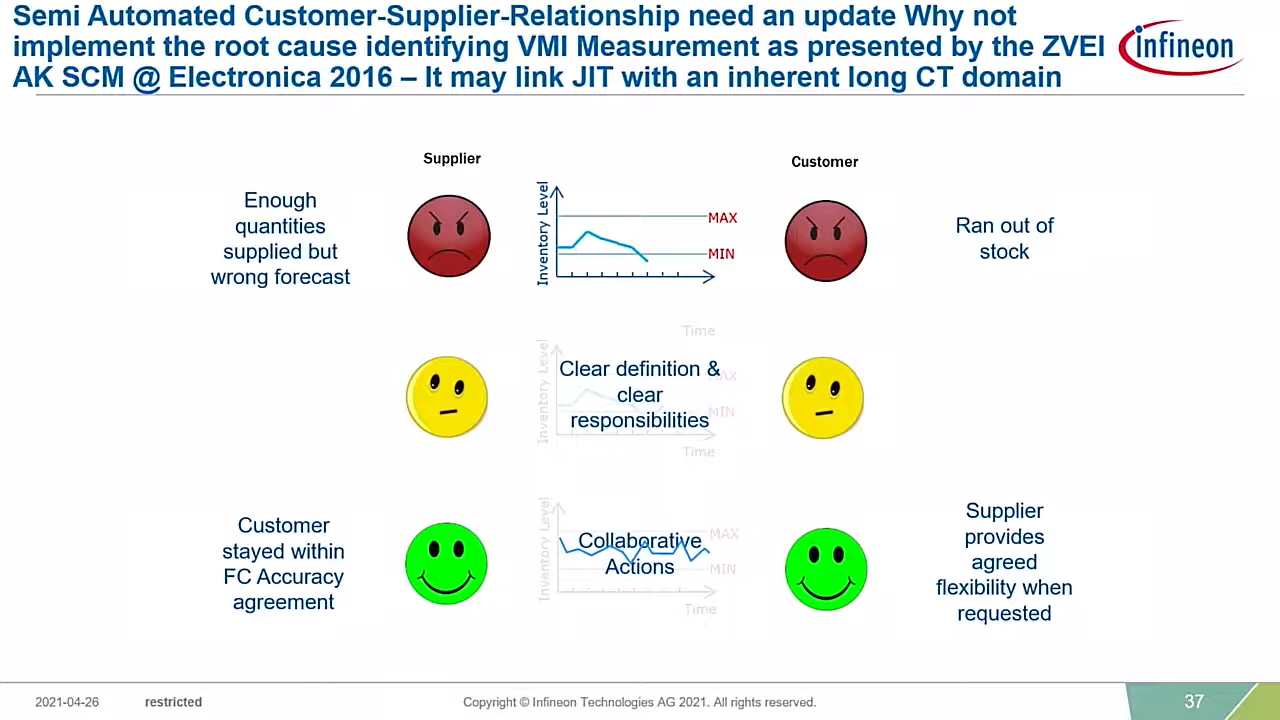 Semi Automated Customer-Supplier-Relationship need an update Why not
implement the root cause identifying VMI Measurement as presented by the ZVEI
AK SCM @ Electronica 2016 – It may link JIT with an inherent long CT domain
infineon
Supplier
Customer
Enough
quantities
supplied but
wrong forecast
Inventory Level
MAX
MIN
Ran out of
stock
Time
Inventory Level
Clear definition &
clear
responsibilities
MAX
MIN
Time
Customer
stayed within
FC Accuracy
agreement
Inventory Level
Collaborative
Actions
MAX
MIN
Time
Supplier
provides
agreed
flexibility when
requested
2021-04-26
restricted
Copyright © Infineon Technologies AG 2021. All rights reserved.
37